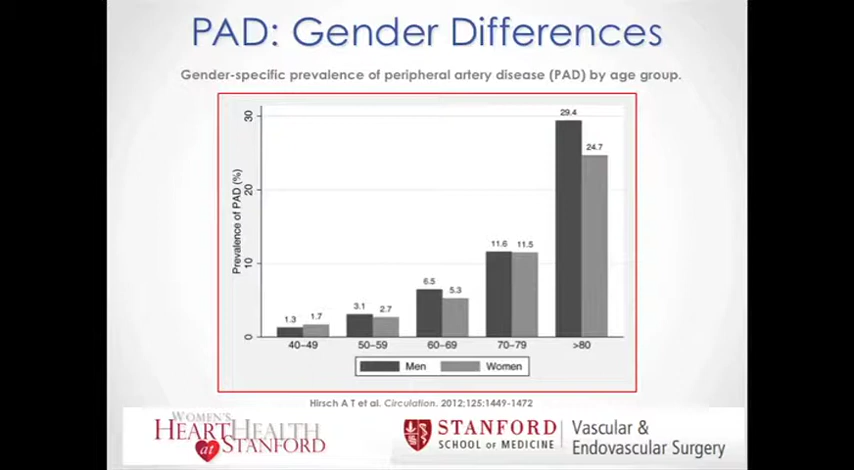 PAD: Gender Differences
Gender-specific prevalence of peripheral artery disease (PAD) by age group.
Prevalence of PAD (%)
30
20
10
0
1.3
1.7
3.1
2.7
6.5
5.3
11.6
11.5
29.4
24.7
40–49
50–59
60–69
70–79
>80
Men
Women
Hirsch A T et al. Circulation. 2012;125:1449-1472
WOMEN'S
HEART HEALTH
at STANFORD
STANFORD
SCHOOL OF MEDICINE
Vascular &
Endovascular Surgery